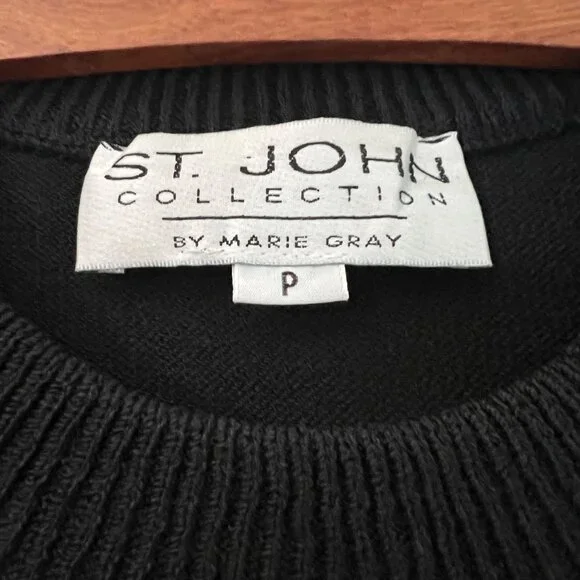 ST. JOHN
COLLECTION
BY MARIE GRAY
P